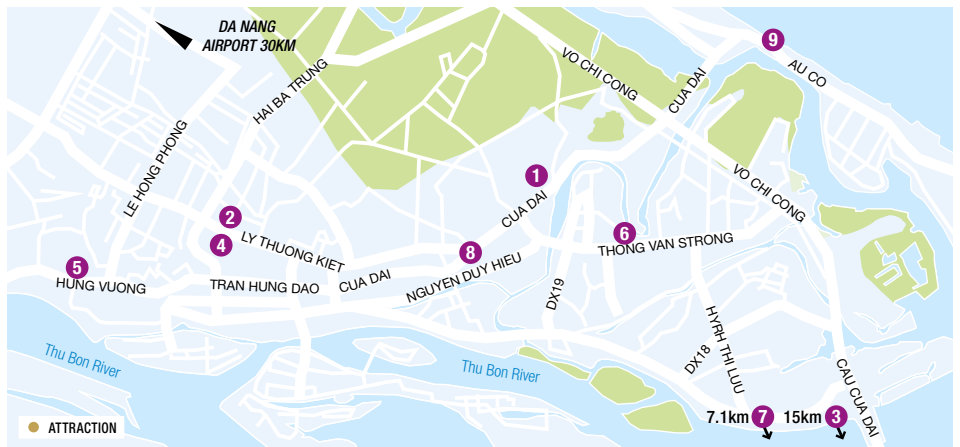 DA NANG
AIRPORT 30KM
9
AU CO
HAI BA TRUNG
VO CHI CONG
CUA DAI
LE HONG PHONG
1
VO CHI CONG
2
CUA DAI
LY THUONG KIET
4
6
THONG VAN STRONG
8
5
HUNG VUONG
TRAN HUNG DAO
CUA DAI
NGUYEN DUY HIEU
DX19
HYRH THI LUU
DX18
Thu Bon River
Thu Bon River
CAU CUA DAI
7.1km 7
15km 3
ATTRACTION